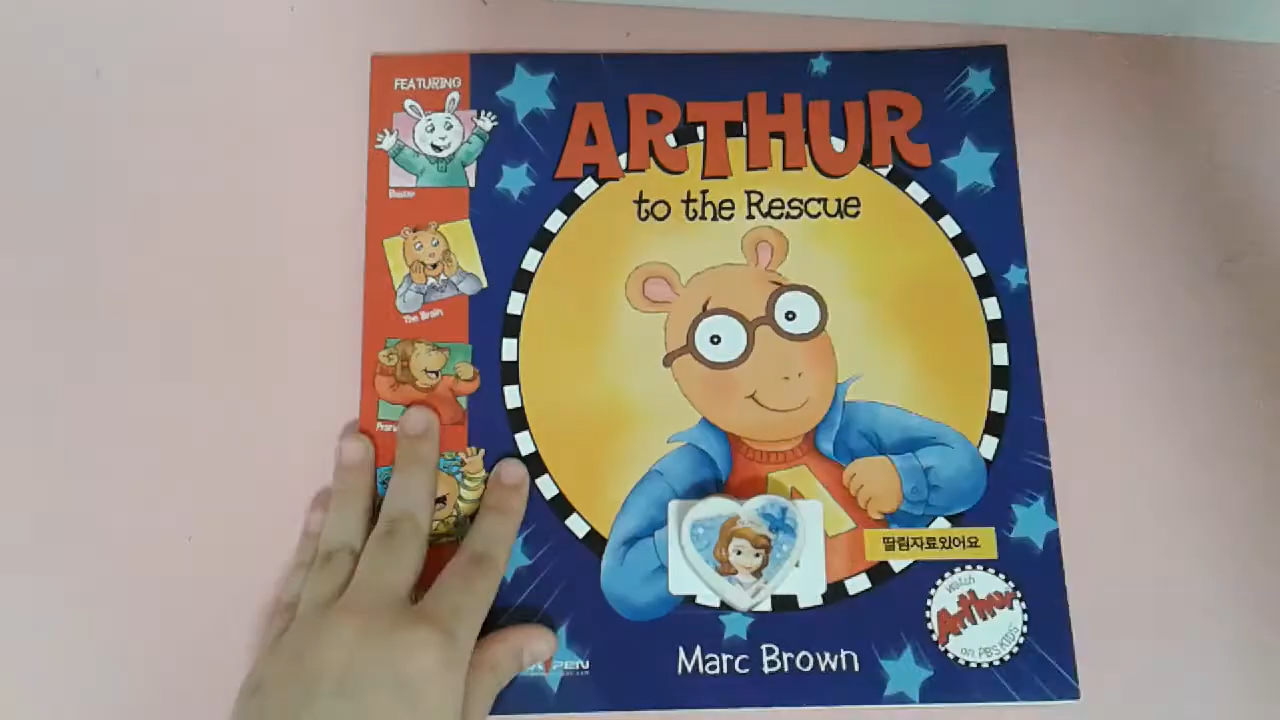 FEATURING
Buster
The Brain
ARTHUR
to the Rescue
딸림자료있어요
Watch
Arthur
on PBS KIDS
Marc Brown
PEN